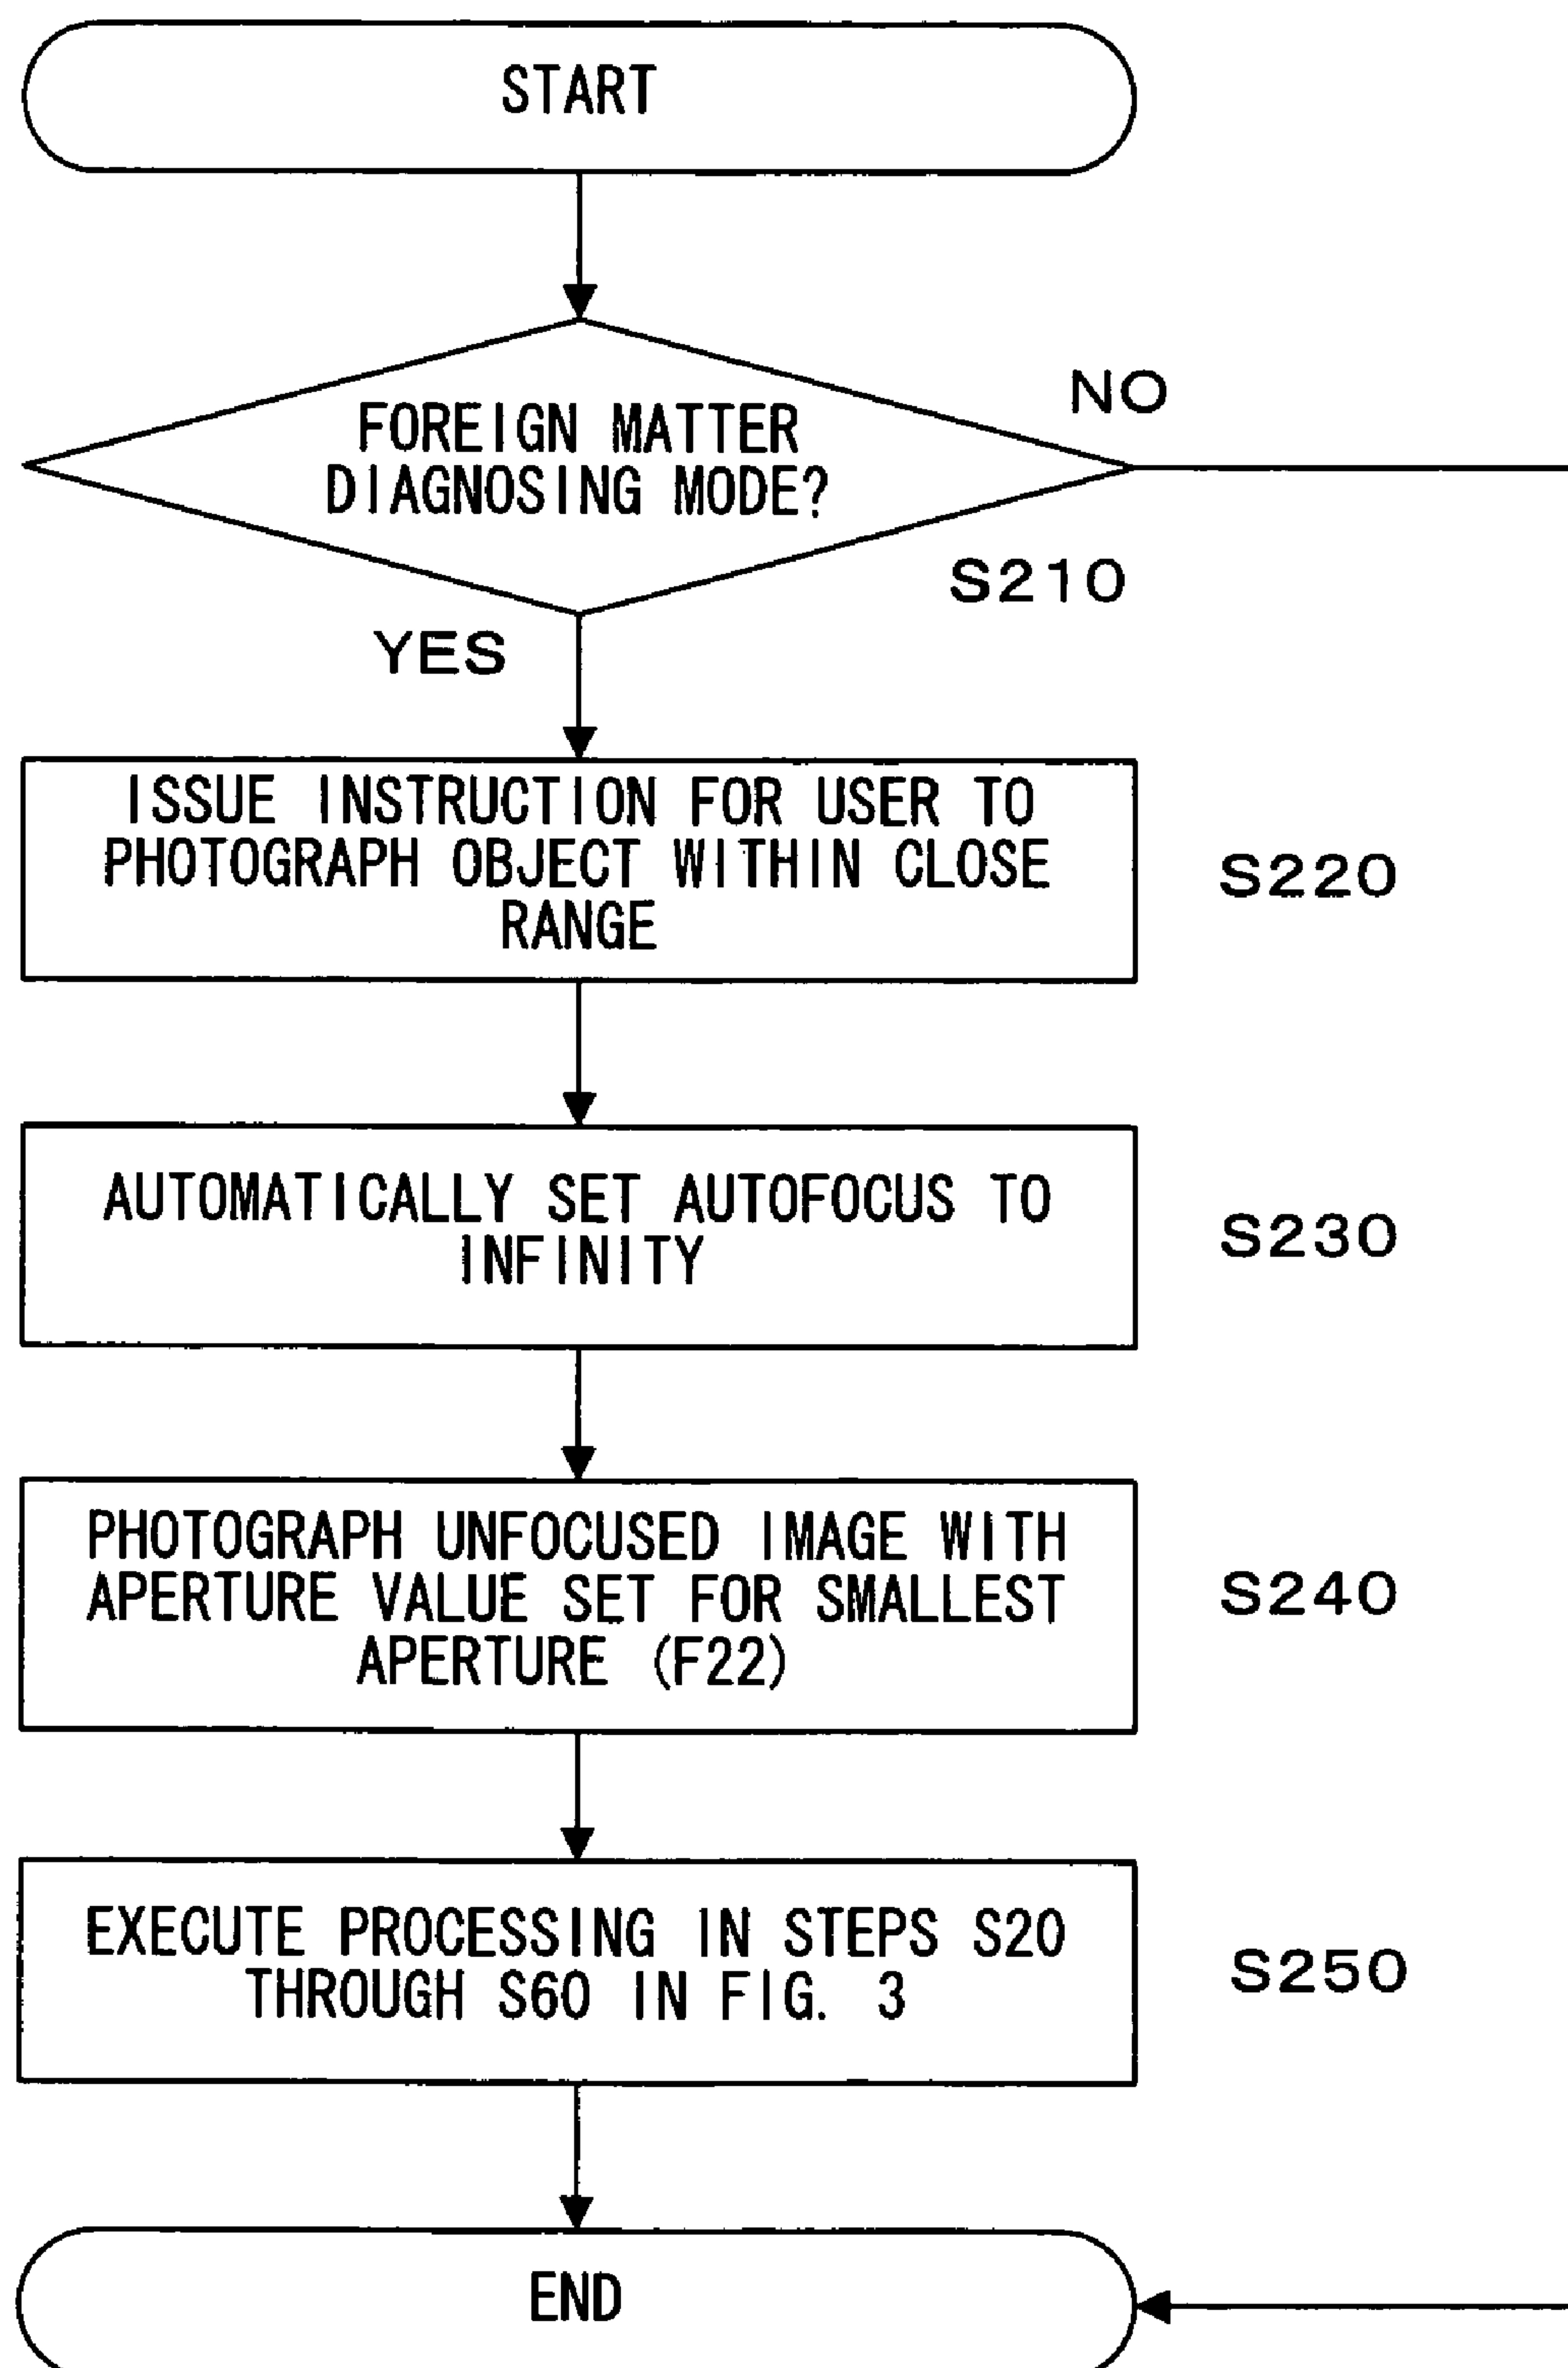 START
NO
FOREIGN MATTER
DIAGNOSING MODE?
S210
YES
ISSUE INSTRUCTION FOR USER TO
PHOTOGRAPH OBJECT WITHIN CLOSE
RANGE
S220
AUTOMATICALLY SET AUTOFOCUS TO
INFINITY
S230
PHOTOGRAPH UNFOCUSED IMAGE WITH
APERTURE VALUE SET FOR SMALLEST
APERTURE (F22)
S240
EXECUTE PROCESSING IN STEPS S20
THROUGH S60 IN FIG. 3
S250
END